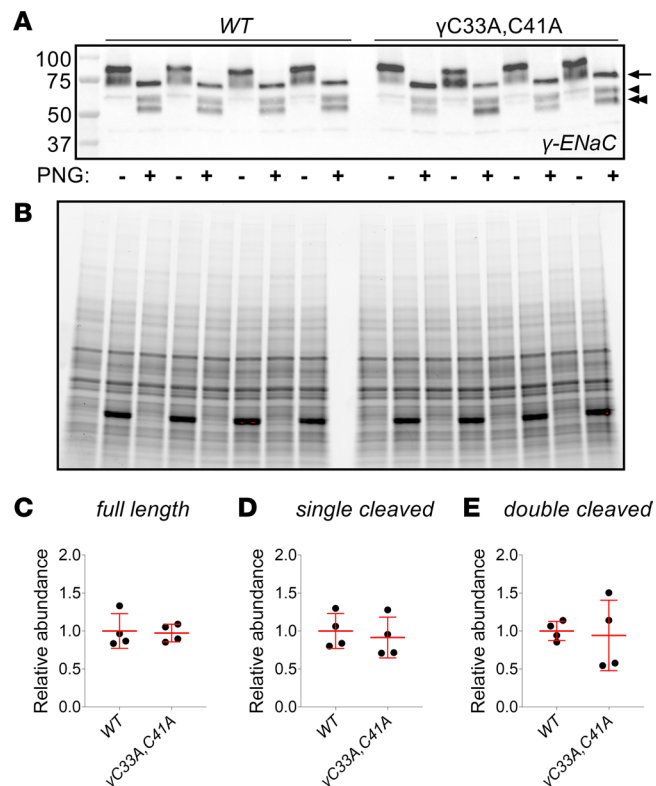 A
WT γC33A,C41A
100
75
50
37
γ-ENaC
PNG: - + - + - + - + - + - + - + - +
B
C full length D single cleaved E double cleaved
Relative abundance
2.0
1.5
1.0
0.5
0.0
WT
γC33A,C41A
Relative abundance
2.0
1.5
1.0
0.5
0.0
WT
γC33A,C41A
Relative abundance
2.0
1.5
1.0
0.5
0.0
WT
γC33A,C41A